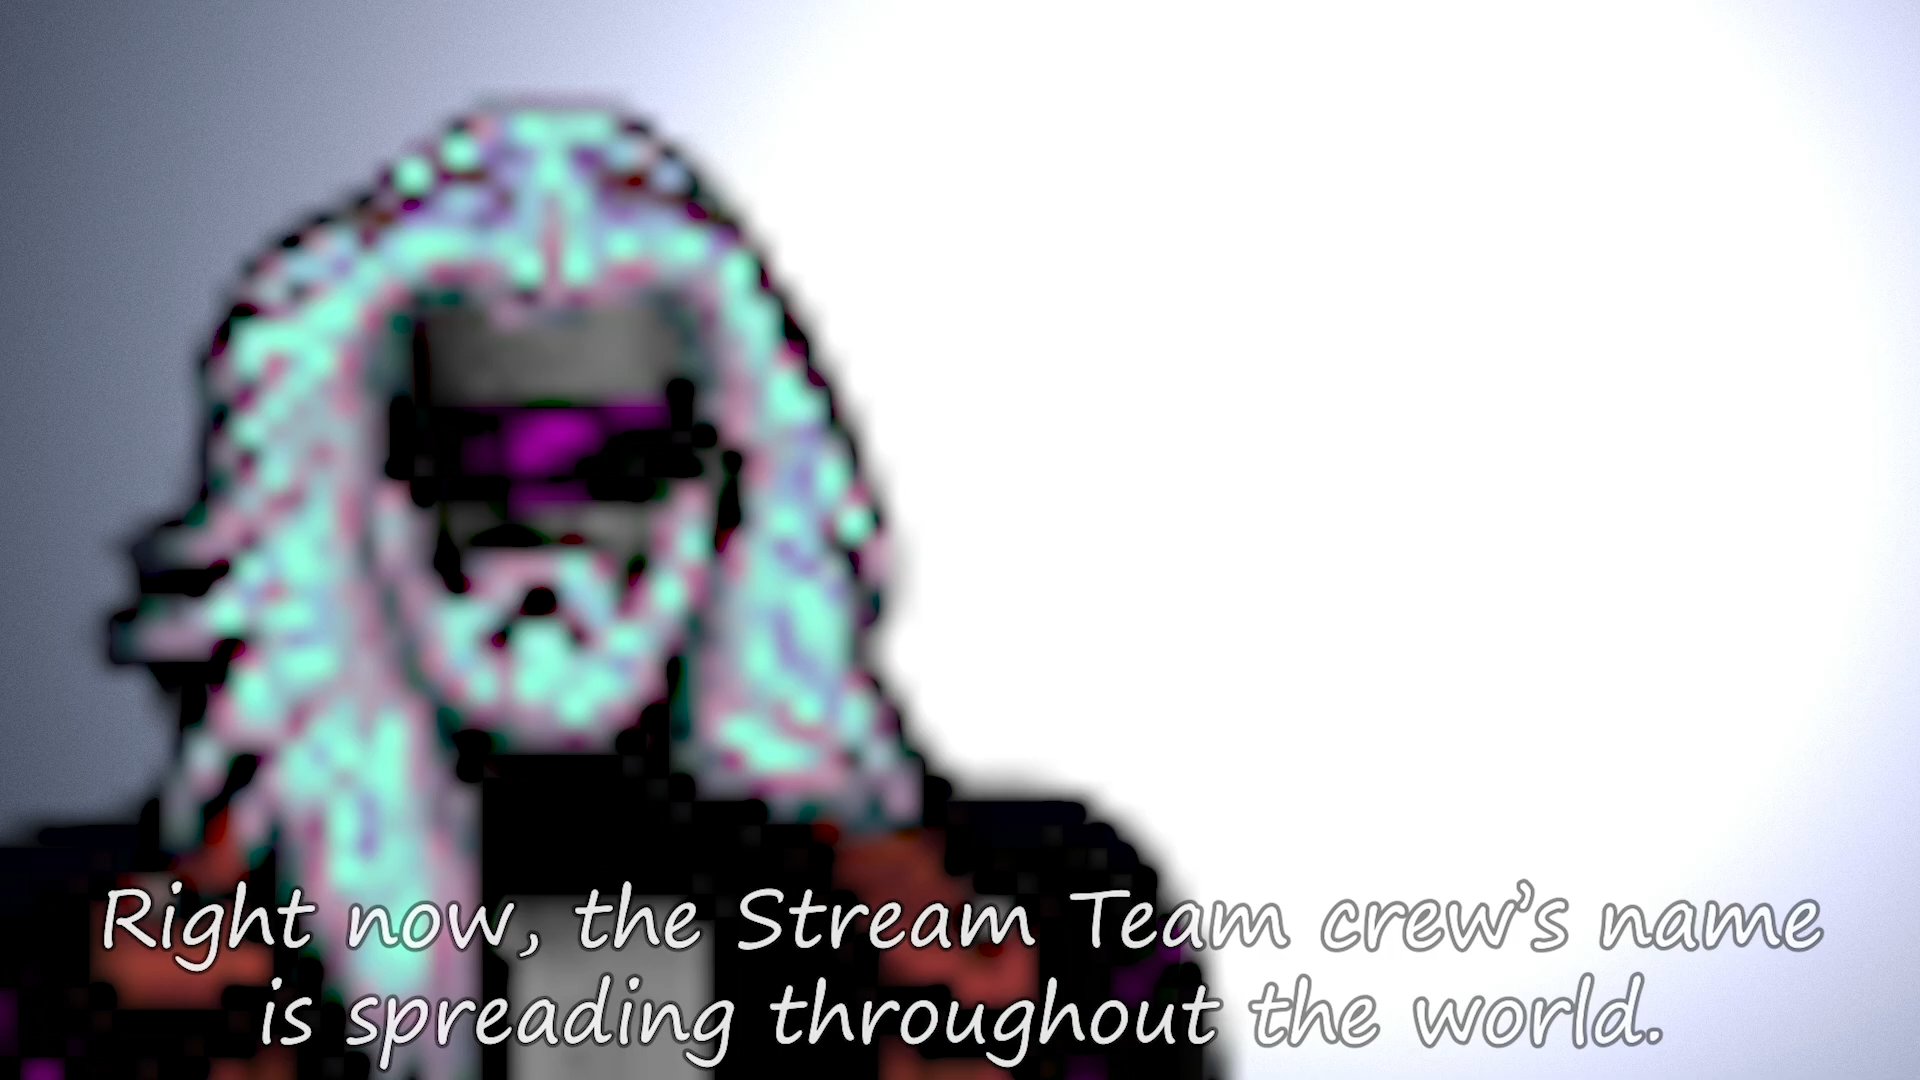 Right now, the Stream Team crew’s name
is spreading throughout the world.